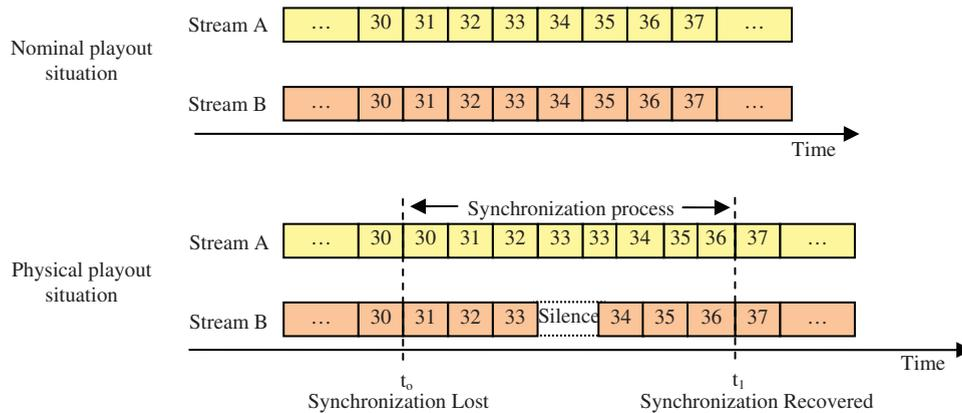 Nominal playout
situation
Stream A … 30 31 32 33 34 35 36 37 …
Stream B … 30 31 32 33 34 35 36 37 …
Time
Physical playout
situation
Synchronization process
Stream A … 30 30 31 32 33 33 34 35 36 37 …
Stream B … 30 31 32 33 Silence 34 35 36 37 …
Time
to
Synchronization Lost
t1
Synchronization Recovered